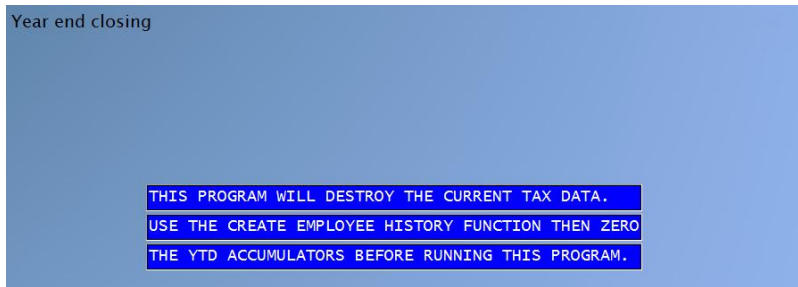 Year end closing
THIS PROGRAM WILL DESTROY THE CURRENT TAX DATA.
USE THE CREATE EMPLOYEE HISTORY FUNCTION THEN ZERO
THE YTD ACCUMULATORS BEFORE RUNNING THIS PROGRAM.